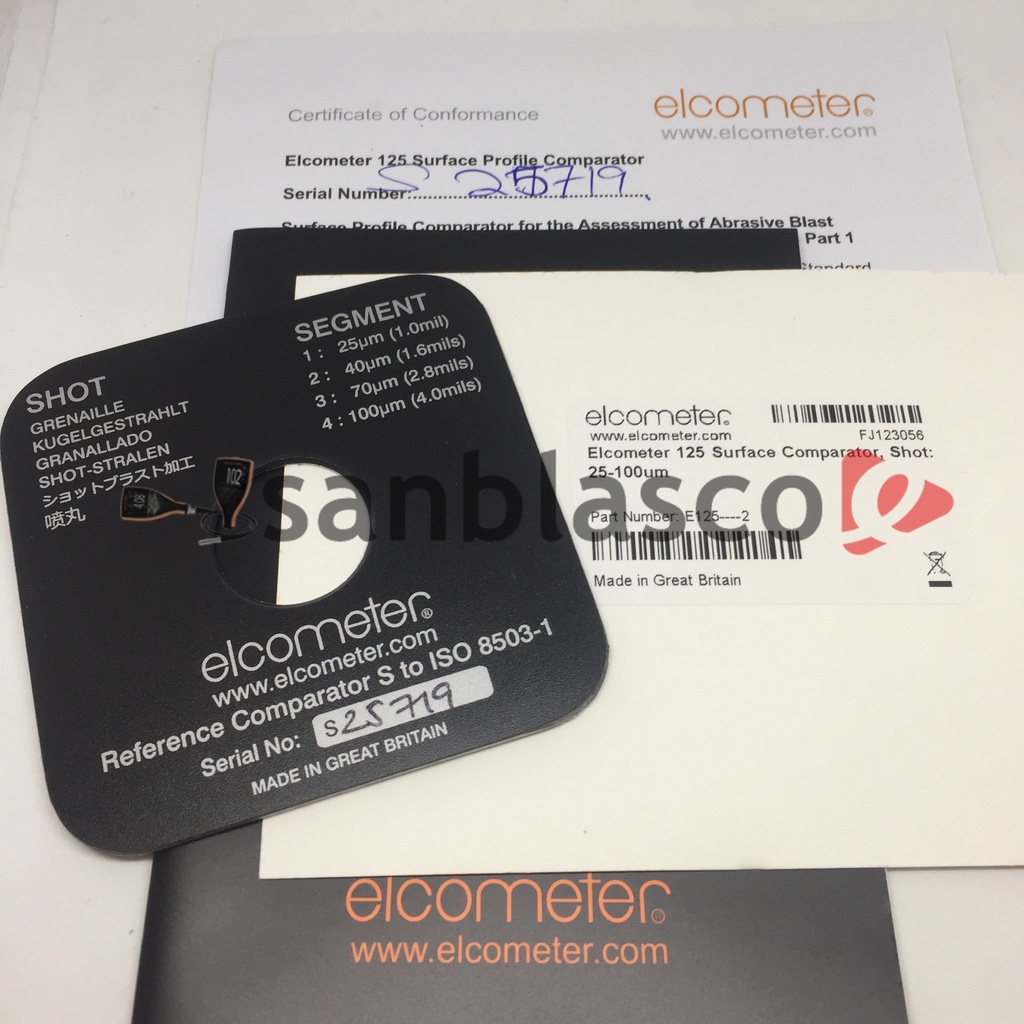 Certificate of Conformance
elcometer®
www.elcometer.com
Elcometer 125 Surface Profile Comparator
Serial Number: S 25719
Surface Profile Comparator for the Assessment of Abrasive Blast
Part 1
Standard
SHOT
GRENAILLE
KUGELGESTRAHLT
GRANALLADO
SHOT-STRALEN
ショットブラスト加工
喷丸
SEGMENT
1 : 25µm (1.0mil)
2 : 40µm (1.6mils)
3 : 70µm (2.8mils)
4 : 100µm (4.0mils)
elcometer®
www.elcometer.com
Reference Comparator S to ISO 8503-1
Serial No: S25719
MADE IN GREAT BRITAIN
elcometer
www.elcometer.com
FJ123056
Elcometer 125 Surface Comparator, Shot:
25-100um
Part Number: E125----2
Made in Great Britain
sanblasco
102
408
elcometer®
www.elcometer.com